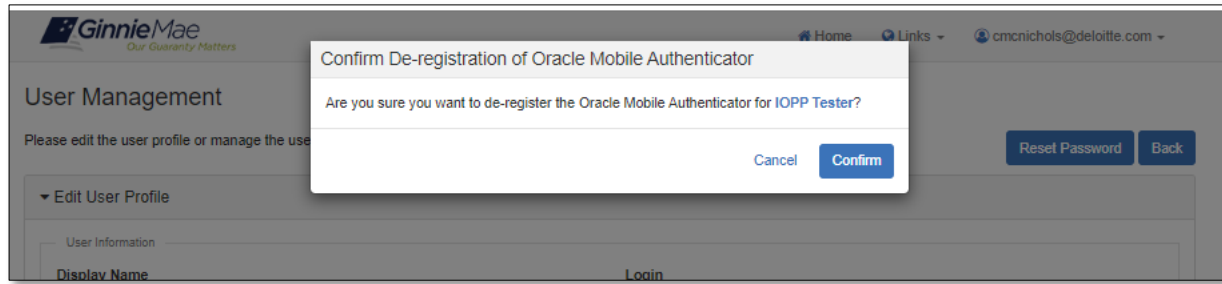 GinnieMae
Our Guaranty Matters
Home Links cmcnichols@deloitte.com
Confirm De-registration of Oracle Mobile Authenticator
Are you sure you want to de-register the Oracle Mobile Authenticator for IOPP Tester?
Cancel Confirm
User Management
Please edit the user profile or manage the use
Reset Password Back
Edit User Profile
User Information
Display Name Login